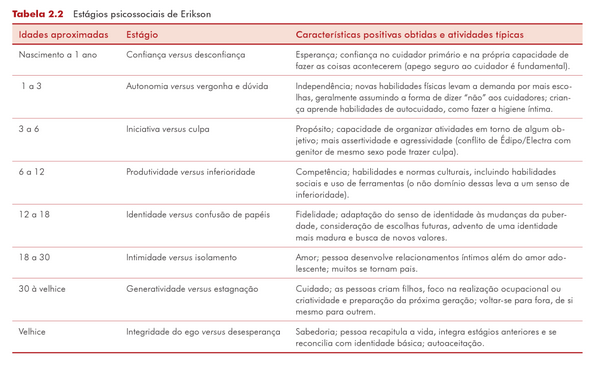 Tabela 2.2 Estágios psicossociais de Erikson
Idades aproximadas Estágio Características positivas obtidas e atividades típicas
Nascimento a 1 ano Confiança versus desconfiança Esperança; confiança no cuidador primário e na própria capacidade de
fazer as coisas acontecerem (apego seguro ao cuidador é fundamental).
1 a 3 Autonomia versus vergonha e dúvida Independência; novas habilidades físicas levam a demanda por mais esco-
lhas, geralmente assumindo a forma de dizer “não” aos cuidadores; crian-
ça aprende habilidades de autocuidado, como fazer a higiene íntima.
3 a 6 Iniciativa versus culpa Propósito; capacidade de organizar atividades em torno de algum ob-
jetivo; mais assertividade e agressividade (conflito de Édipo/Electra com
genitor de mesmo sexo pode trazer culpa).
6 a 12 Produtividade versus inferioridade Competência; habilidades e normas culturais, incluindo habilidades
sociais e uso de ferramentas (o não domínio dessas leva a um senso de
inferioridade).
12 a 18 Identidade versus confusão de papéis Fidelidade; adaptação do senso de identidade às mudanças da puber-
dade, consideração de escolhas futuras, advento de uma identidade
mais madura e busca de novos valores.
18 a 30 Intimidade versus isolamento Amor; pessoa desenvolve relacionamentos íntimos além do amor ado-
lescente; muitos se tornam pais.
30 à velhice Generatividade versus estagnação Cuidado; as pessoas criam filhos, foco na realização ocupacional ou
criatividade e preparação da próxima geração; voltar-se para fora, de si
mesmo para outrem.
Velhice Integridade do ego versus desesperança Sabedoria; pessoa recapitula a vida, integra estágios anteriores e se
reconcilia com identidade básica; autoaceitação.